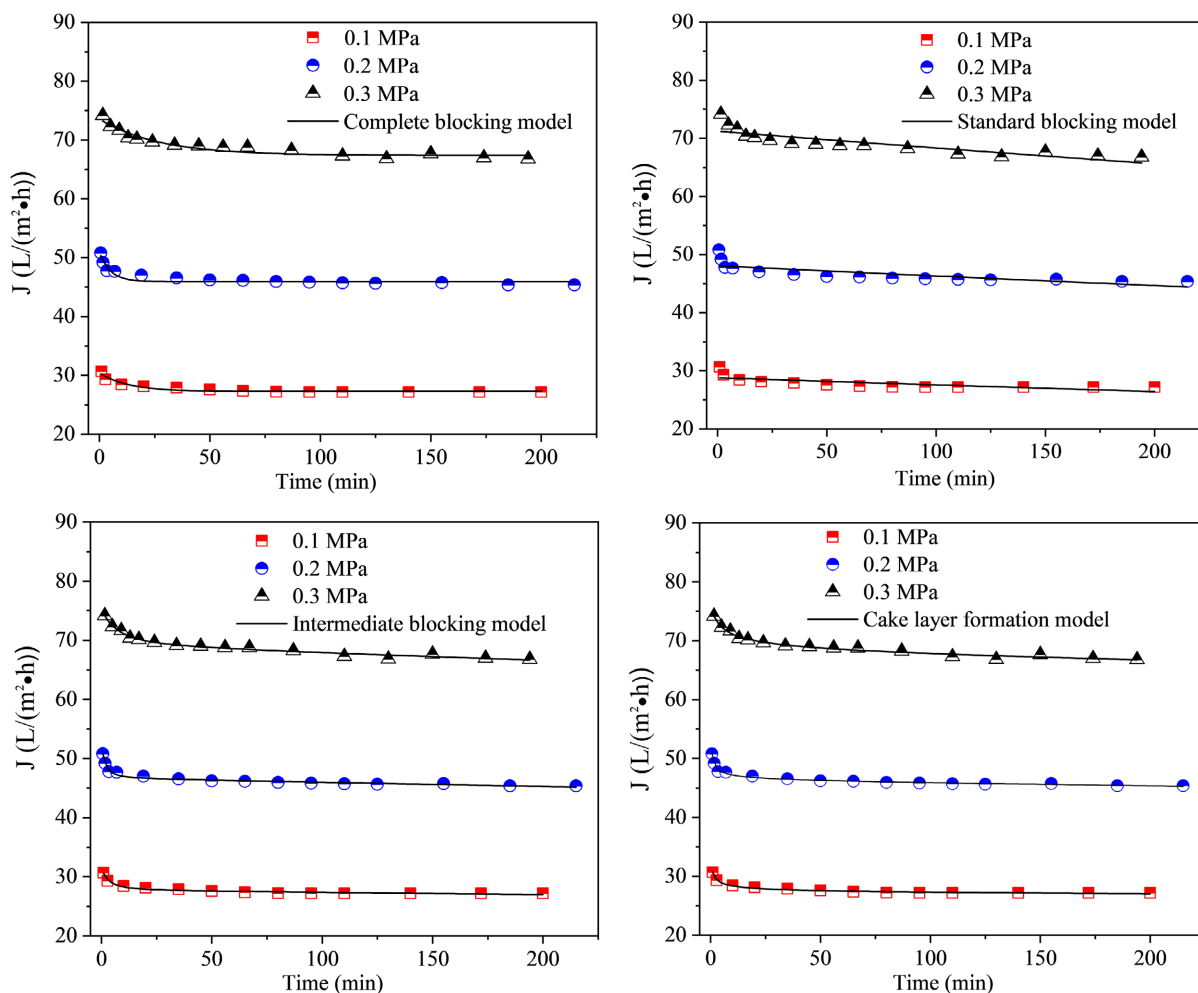 90
80
70
60
50
40
30
20
J (L/(m²•h))
0.1 MPa
0.2 MPa
0.3 MPa
Complete blocking model
0 50 100 150 200
Time (min)
90
80
70
60
50
40
30
20
J (L/(m²•h))
0.1 MPa
0.2 MPa
0.3 MPa
Standard blocking model
0 50 100 150 200
Time (min)
90
80
70
60
50
40
30
20
J (L/(m²•h))
0.1 MPa
0.2 MPa
0.3 MPa
Intermediate blocking model
0 50 100 150 200
Time (min)
90
80
70
60
50
40
30
20
J (L/(m²•h))
0.1 MPa
0.2 MPa
0.3 MPa
Cake layer formation model
0 50 100 150 200
Time (min)